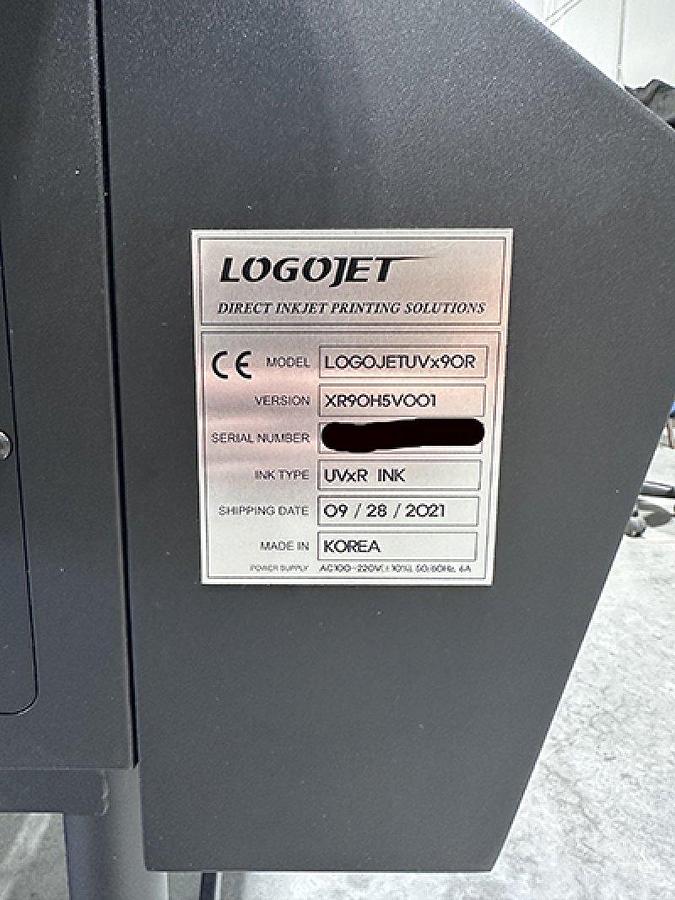 LOGOJET
DIRECT INKJET PRINTING SOLUTIONS
CE MODEL LOGOJETUVx90R
VERSION XR90H5V001
SERIAL NUMBER
INK TYPE UVxR INK
SHIPPING DATE 09 / 28 / 2021
MADE IN KOREA
POWER SUPPLY AC100~220V(±10%), 50/60Hz, 6A